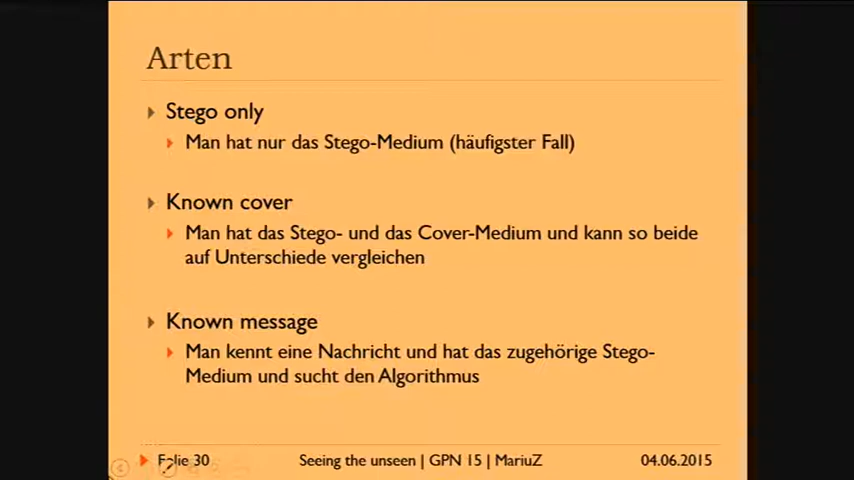 Arten
Stego only
Man hat nur das Stego-Medium (häufigster Fall)
Known cover
Man hat das Stego- und das Cover-Medium und kann so beide
auf Unterschiede vergleichen
Known message
Man kennt eine Nachricht und hat das zugehörige Stego-
Medium und sucht den Algorithmus
Folie 30
Seeing the unseen | GPN 15 | MariuZ
04.06.2015